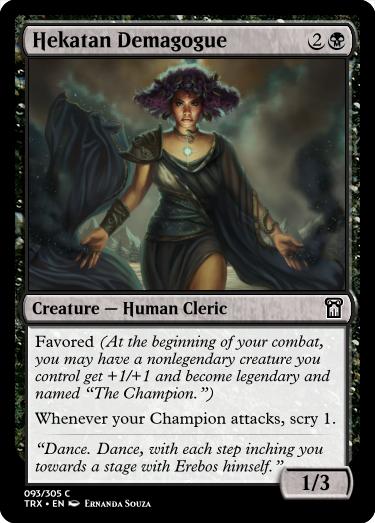 Hekatan Demagogue 2
Creature — Human Cleric
Favored (At the beginning of your combat,
you may have a nonlegendary creature you
control get +1/+1 and become legendary and
named “The Champion.”)
Whenever your Champion attacks, scry 1.
“Dance. Dance, with each step inching you
towards a stage with Erebos himself.”
1/3
093/305 C
TRX • EN Ernanda Souza